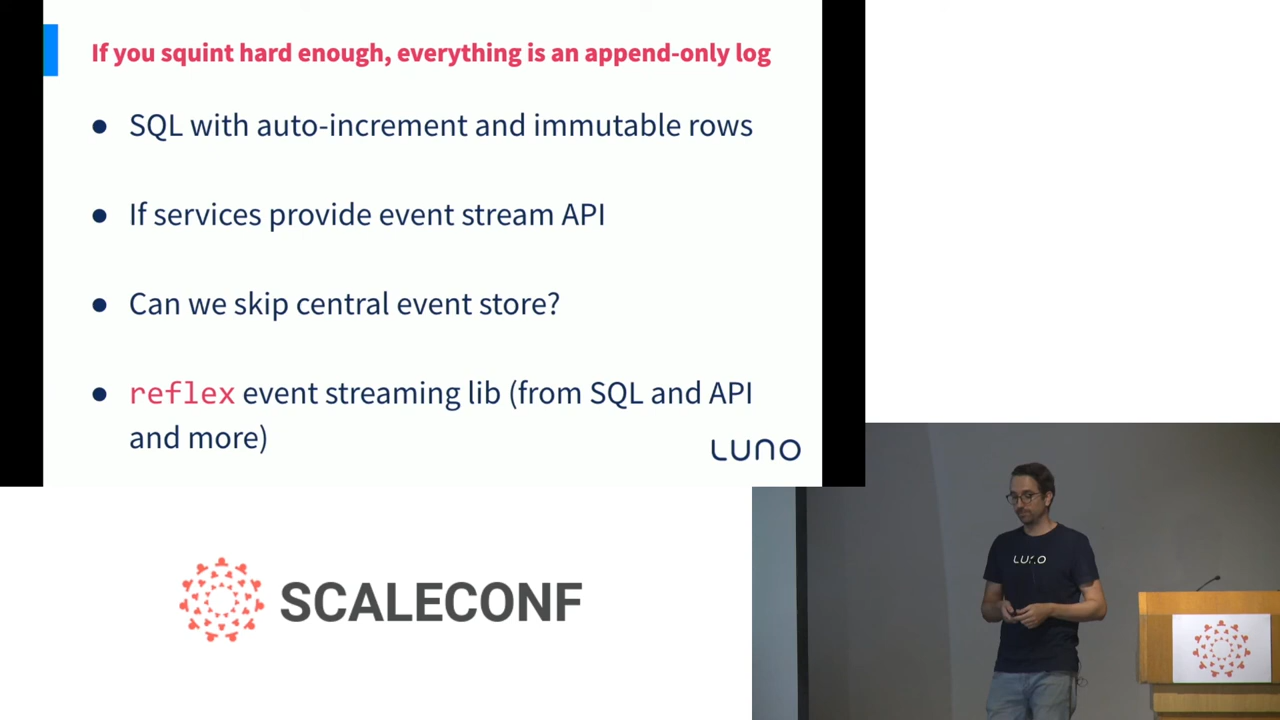 If you squint hard enough, everything is an append-only log
● SQL with auto-increment and immutable rows
● If services provide event stream API
● Can we skip central event store?
● reflex event streaming lib (from SQL and API
and more)
LUNO
SCALECONF
LUNO